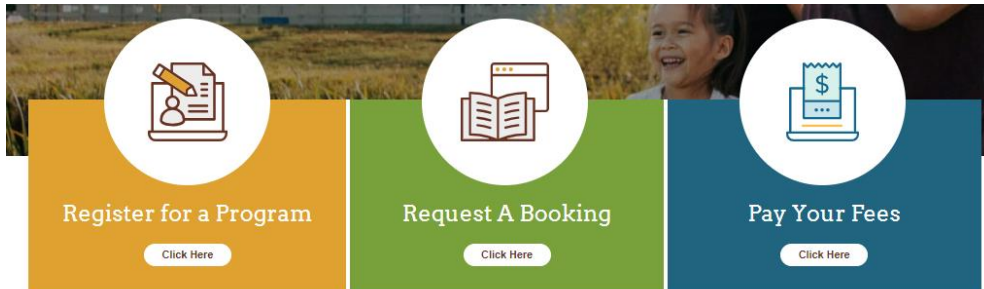 $
Register for a Program
Click Here
Request A Booking
Click Here
Pay Your Fees
Click Here